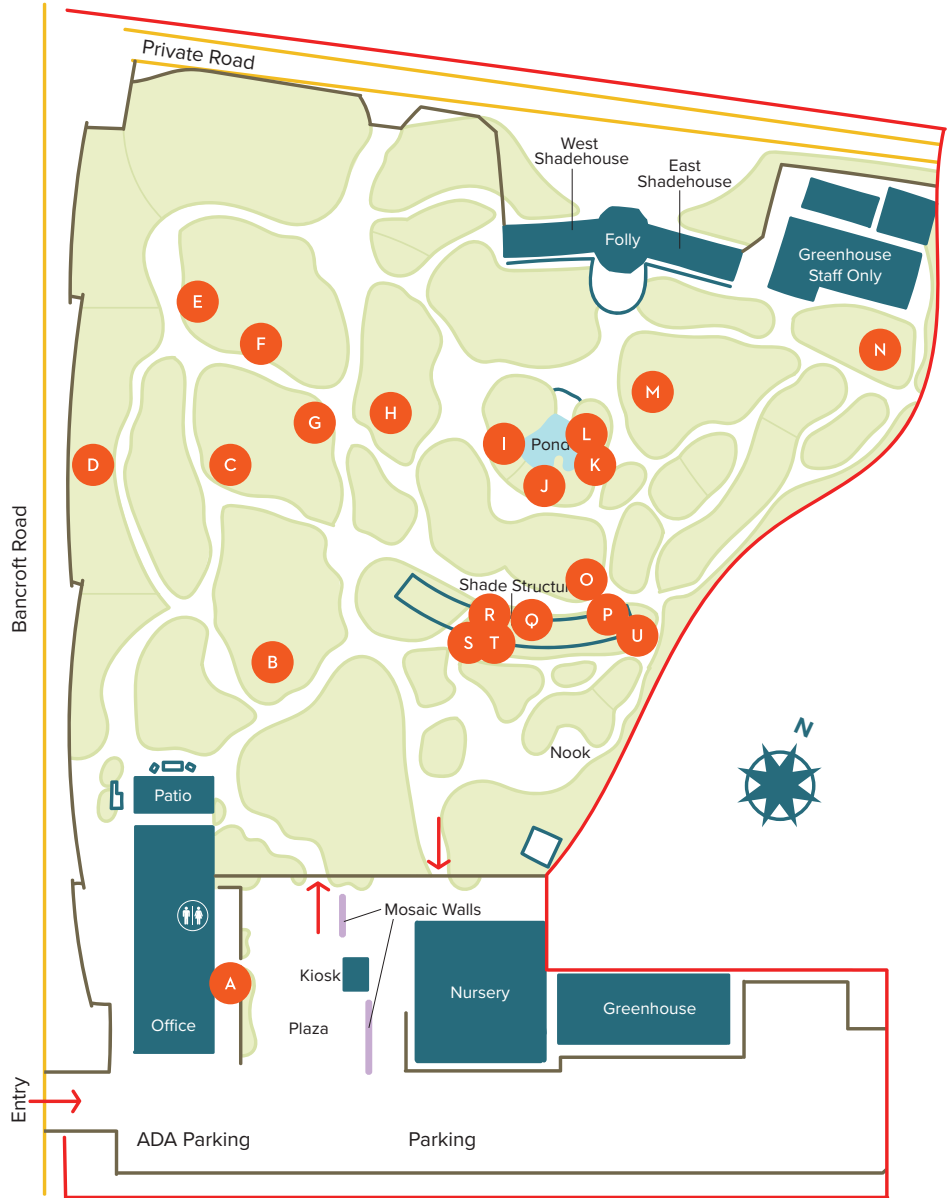 Private Road
West
Shadehouse
East
Shadehouse
Folly
Greenhouse
Staff Only
E
F
N
M
H
G
L
I
Pond
D
C
K
J
Bancroft Road
O
Shade Structu
R
P
Q
U
S
T
B
N
Nook
Patio
Mosaic Walls
Kiosk
A
Nursery
Greenhouse
Office
Plaza
Entry
ADA Parking
Parking